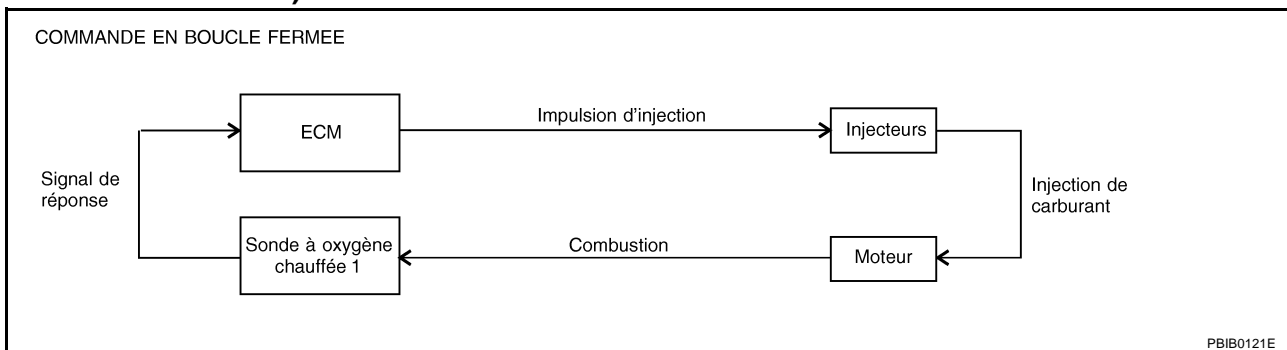 COMMANDE EN BOUCLE FERMEE
ECM
Impulsion d'injection
Injecteurs
Signal de
réponse
Injection de
carburant
Sonde à oxygène
chauffée 1
Combustion
Moteur
PBIB0121E